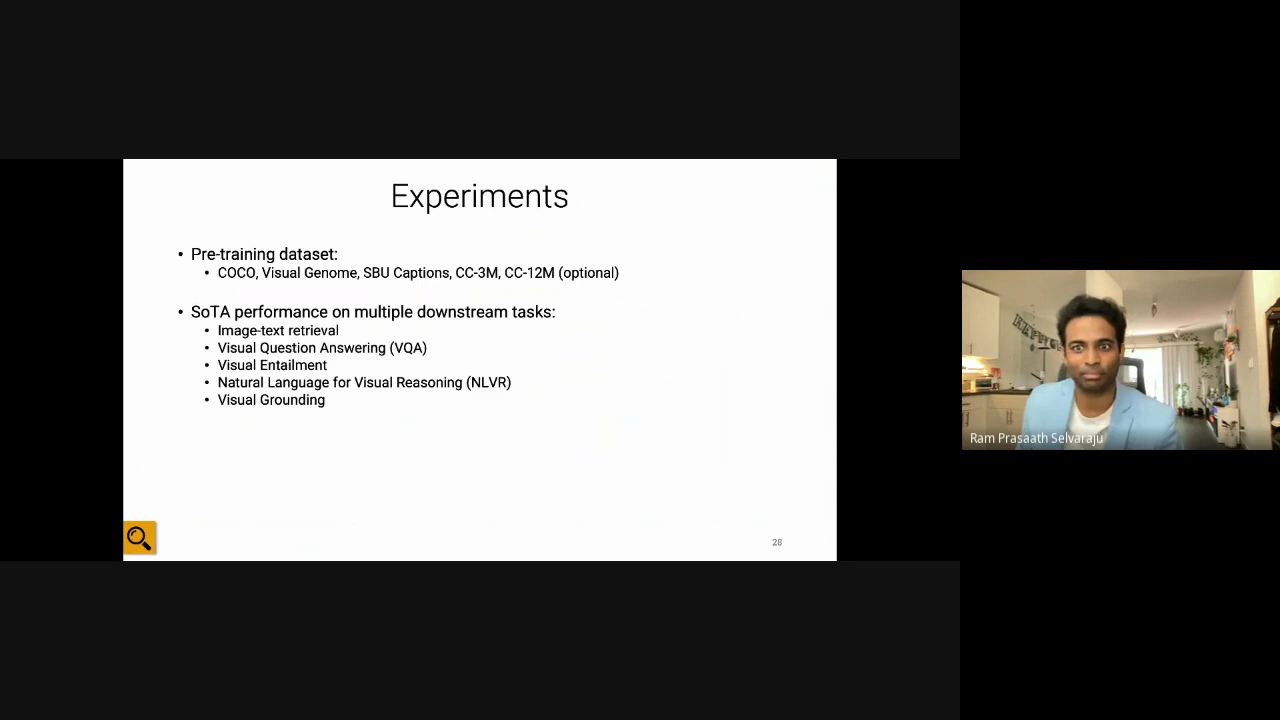 Experiments
• Pre-training dataset:
• COCO, Visual Genome, SBU Captions, CC-3M, CC-12M (optional)
• SoTA performance on multiple downstream tasks:
• Image-text retrieval
• Visual Question Answering (VQA)
• Visual Entailment
• Natural Language for Visual Reasoning (NLVR)
• Visual Grounding
28
Ram Prasaath Selvaraju